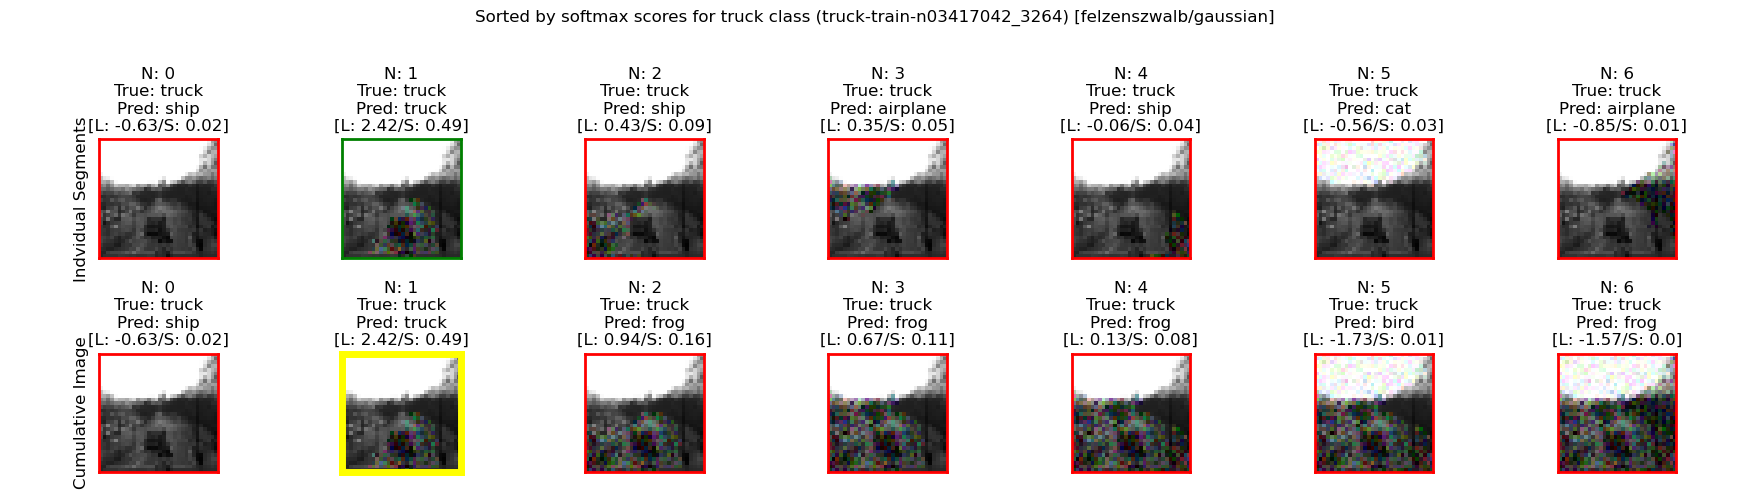 Sorted by softmax scores for truck class (truck-train-n03417042_3264) [felzenszwalb/gaussian]
Indvidual Segments
N: 0
True: truck
Pred: ship
[L: -0.63/S: 0.02]
N: 1
True: truck
Pred: truck
[L: 2.42/S: 0.49]
N: 2
True: truck
Pred: ship
[L: 0.43/S: 0.09]
N: 3
True: truck
Pred: airplane
[L: 0.35/S: 0.05]
N: 4
True: truck
Pred: ship
[L: -0.06/S: 0.04]
N: 5
True: truck
Pred: cat
[L: -0.56/S: 0.03]
N: 6
True: truck
Pred: airplane
[L: -0.85/S: 0.01]
Cumulative Image
N: 0
True: truck
Pred: ship
[L: -0.63/S: 0.02]
N: 1
True: truck
Pred: truck
[L: 2.42/S: 0.49]
N: 2
True: truck
Pred: frog
[L: 0.94/S: 0.16]
N: 3
True: truck
Pred: frog
[L: 0.67/S: 0.11]
N: 4
True: truck
Pred: frog
[L: 0.13/S: 0.08]
N: 5
True: truck
Pred: bird
[L: -1.73/S: 0.01]
N: 6
True: truck
Pred: frog
[L: -1.57/S: 0.0]